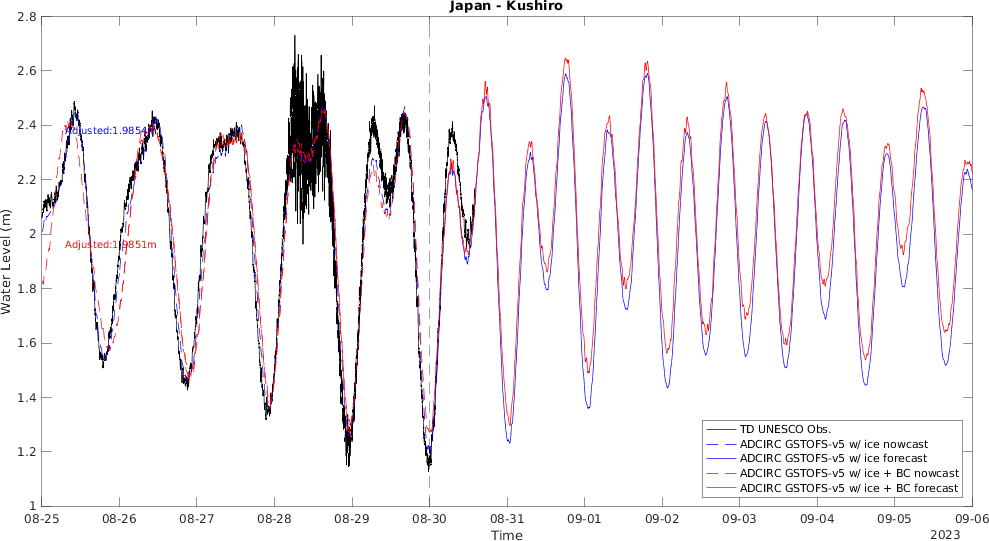 Japan - Kushiro
Water Level (m)
2.8
2.6
2.4
2.2
2
1.8
1.6
1.4
1.2
1
Adjusted:1.9854m
Adjusted:1.9851m
TD UNESCO Obs.
ADCIRC GSTOFS-v5 w/ ice nowcast
ADCIRC GSTOFS-v5 w/ ice forecast
ADCIRC GSTOFS-v5 w/ ice + BC nowcast
ADCIRC GSTOFS-v5 w/ ice + BC forecast
08-25 08-26 08-27 08-28 08-29 08-30 08-31 09-01 09-02 09-03 09-04 09-05 09-06
Time
2023